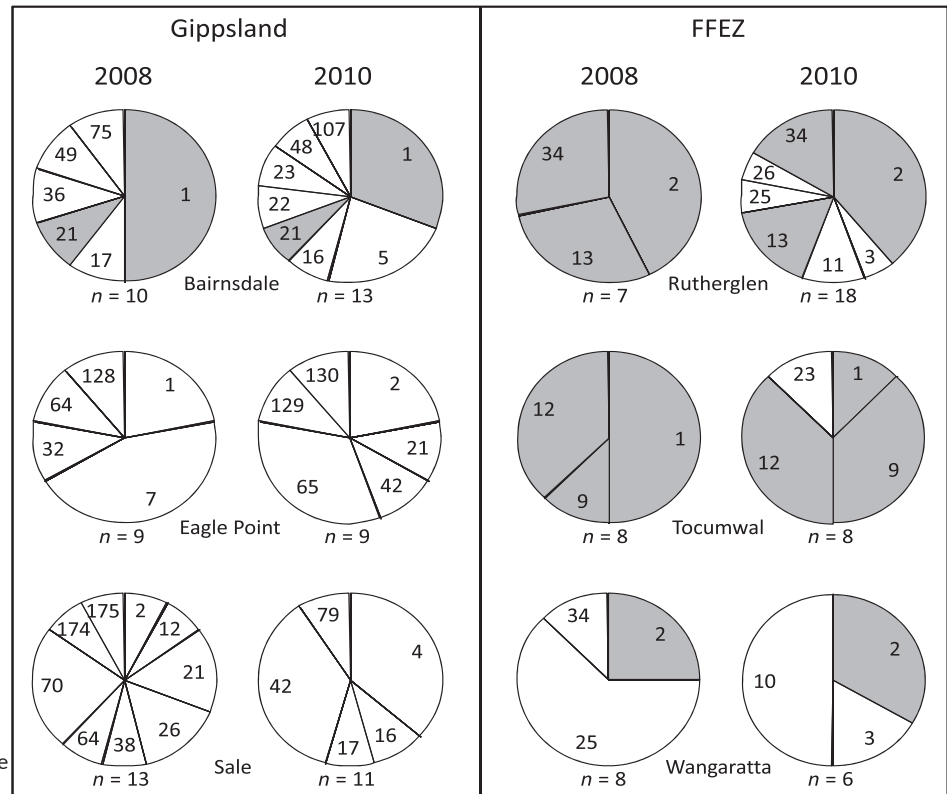 Gippsland
2008 2010
75 49 36 21 17 1
107 48 23 22 21 16 5 1
n = 10 Bairnsdale n = 13
128 64 32 7 1
130 129 65 42 21 2
n = 9 Eagle Point n = 9
175 174 70 64 38 26 21 12 2
79 42 17 16 4
n = 13 Sale n = 11
FFEZ
2008 2010
34 13 2
34 26 25 13 11 3 2
n = 7 Rutherglen n = 18
12 9 1
23 12 9 1
n = 8 Tocumwal n = 8
34 25 2
10 3 2
n = 8 Wangaratta n = 6
e